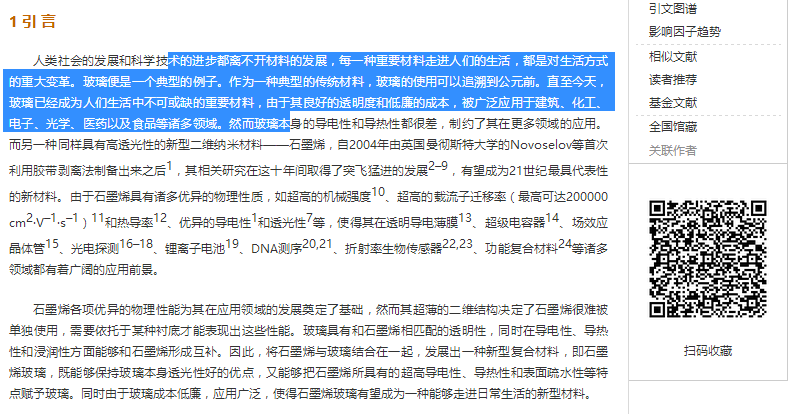 1 引 言
人类社会的发展和科学技术的进步都离不开材料的发展，每一种重要材料走进人们的生活，都是对生活方式
的重大变革。玻璃便是一个典型的例子。作为一种典型的传统材料，玻璃的使用可以追溯到公元前。直至今天，
玻璃已经成为人们生活中不可或缺的重要材料，由于其良好的透明度和低廉的成本，被广泛应用于建筑、化工、
电子、光学、医药以及食品等诸多领域。然而玻璃本身的导电性和导热性都很差，制约了其在更多领域的应用。
而另一种同样具有高透光性的新型二维纳米材料——石墨烯，自2004年由英国曼彻斯特大学的Novoselov等首次
利用胶带剥离法制备出来之后1，其相关研究在这十年间取得了突飞猛进的发展2–9，有望成为21世纪最具代表性
的新材料。由于石墨烯具有诸多优异的物理性质，如超高的机械强度10、超高的载流子迁移率（最高可达200000
cm2·V–1·s–1）11和热导率12、优异的导电性1和透光性7等，使得其在透明导电薄膜13、超级电容器14、场效应
晶体管15、光电探测16–18、锂离子电池19、DNA测序20,21、折射率生物传感器22,23、功能复合材料24等诸多
领域都有着广阔的应用前景。
石墨烯各项优异的物理性能为其在应用领域的发展奠定了基础，然而其超薄的二维结构决定了石墨烯很难被
单独使用，需要依托于某种衬底才能表现出这些性能。玻璃具有和石墨烯相匹配的透明性，同时在导电性、导热
性和浸润性方面能够和石墨烯形成互补。因此，将石墨烯与玻璃结合在一起，发展出一种新型复合材料，即石墨
烯玻璃，既能够保持玻璃本身透光性好的优点，又能够把石墨烯所具有的超高导电性、导热性和表面疏水性等特
点赋予玻璃。同时由于玻璃成本低廉，应用广泛，使得石墨烯玻璃有望成为一种能够走进日常生活的新型材料。
引文图谱
影响因子趋势
相似文献
读者推荐
基金文献
全国馆藏
关联作者
扫码收藏